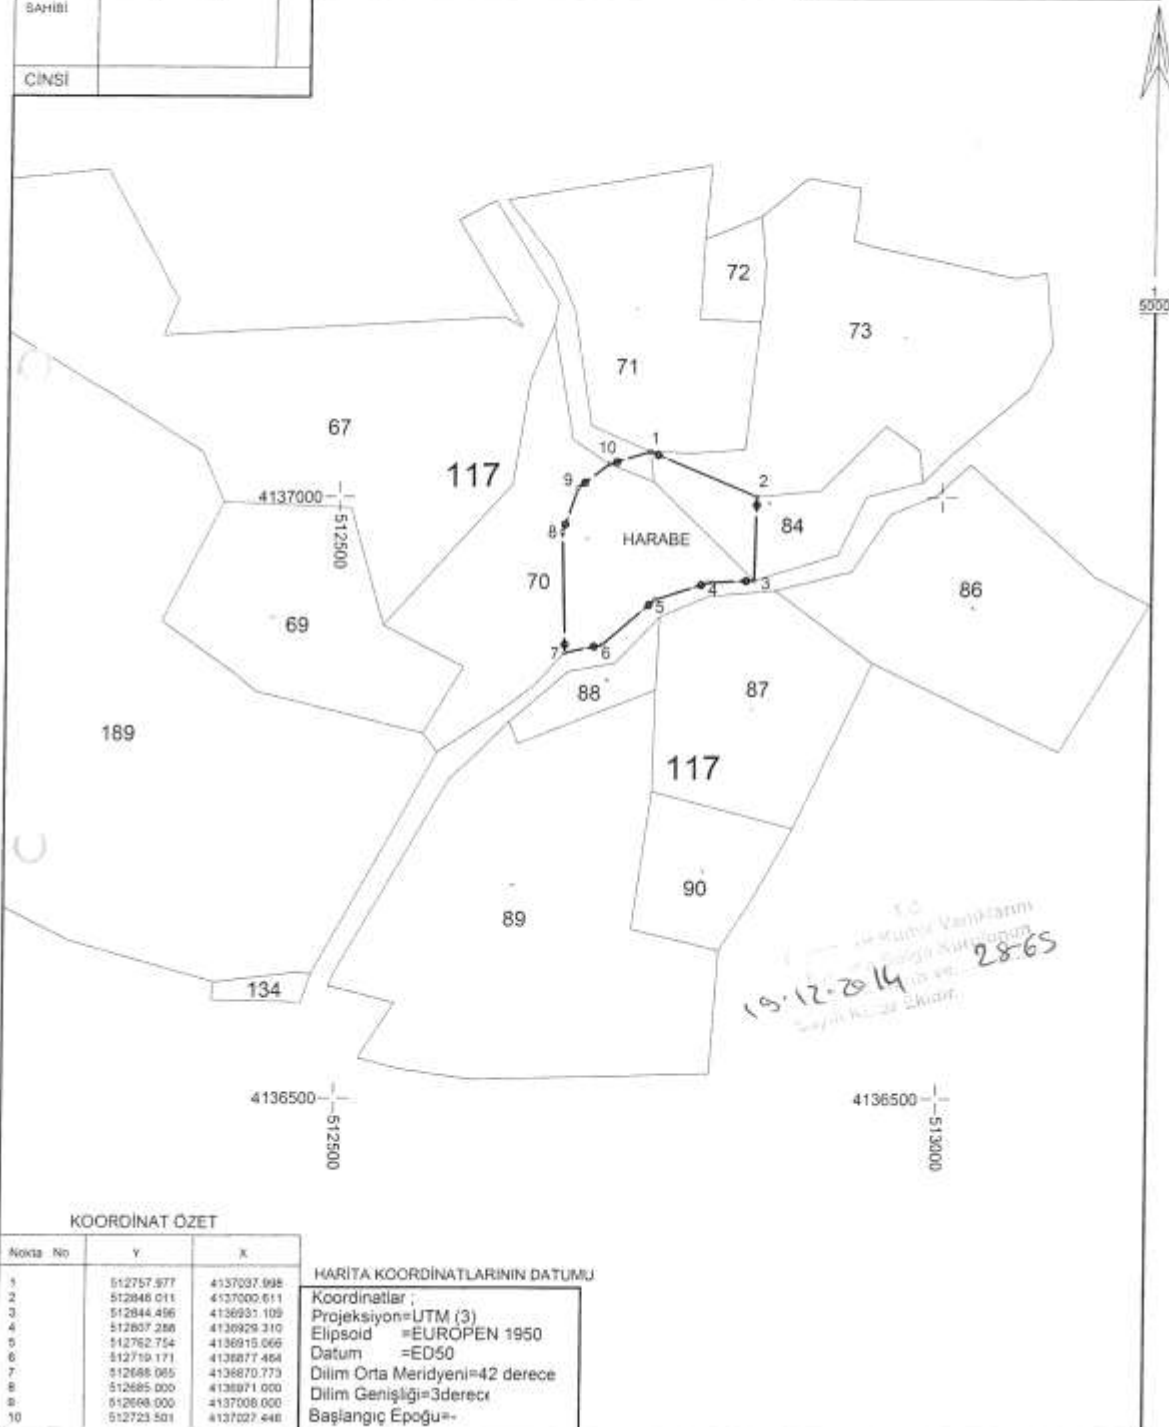 SAHİBİ
CİNSİ
72
1
5000
73
71
67
1
10
117
9
2
4137000
512500
8
84
HARABE
70
3
4
86
5
69
7
6
88
87
189
117
90
89
19.12.2014 2865
134
4136500
512500
4136500
513000
KOORDİNAT ÖZET
Nokta No Y X
1 512757.977 4137037.998
2 512848.011 4137000.611
3 512844.496 4136931.109
4 512807.288 4136929.310
5 512762.754 4136915.066
6 512719.171 4136877.464
7 512688.065 4136870.773
8 512685.000 4136971.000
9 512698.000 4137008.000
10 512723.501 4137027.446
HARİTA KOORDİNATLARININ DATUMU
Koordinatlar ;
Projeksiyon=UTM (3)
Elipsoid =EUROPEN 1950
Datum =ED50
Dilim Orta Meridyeni=42 derece
Dilim Genişliği=3derece
Başlangıç Epoğu=-